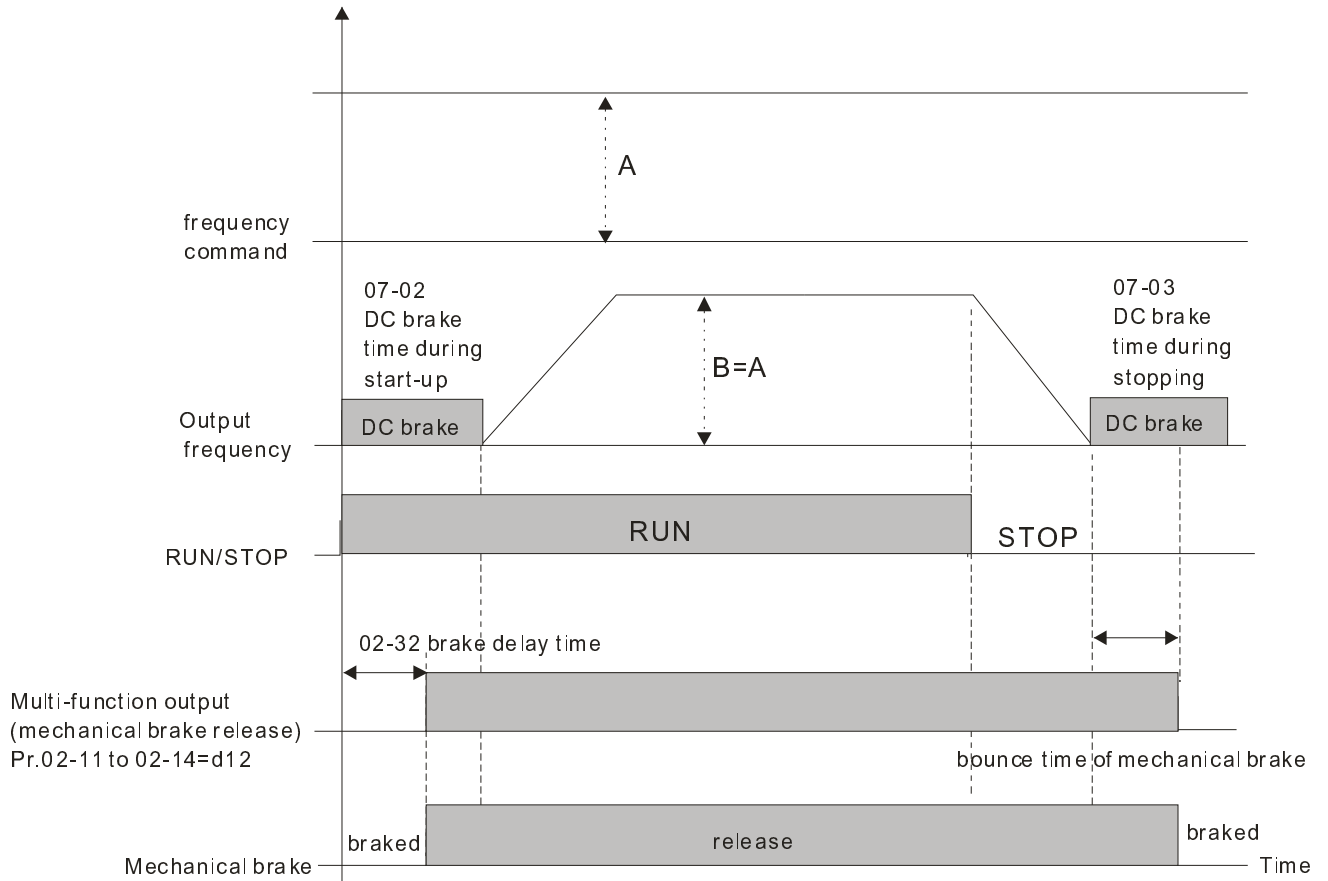 A
frequency
command
07-02
DC brake
time during
start-up
07-03
DC brake
time during
stopping
B=A
Output
frequency
DC brake
DC brake
RUN
STOP
RUN/STOP
02-32 brake delay time
Multi-function output
(mechanical brake release)
Pr.02-11 to 02-14=d12
bounce time of mechanical brake
braked
release
braked
Mechanical brake
Time